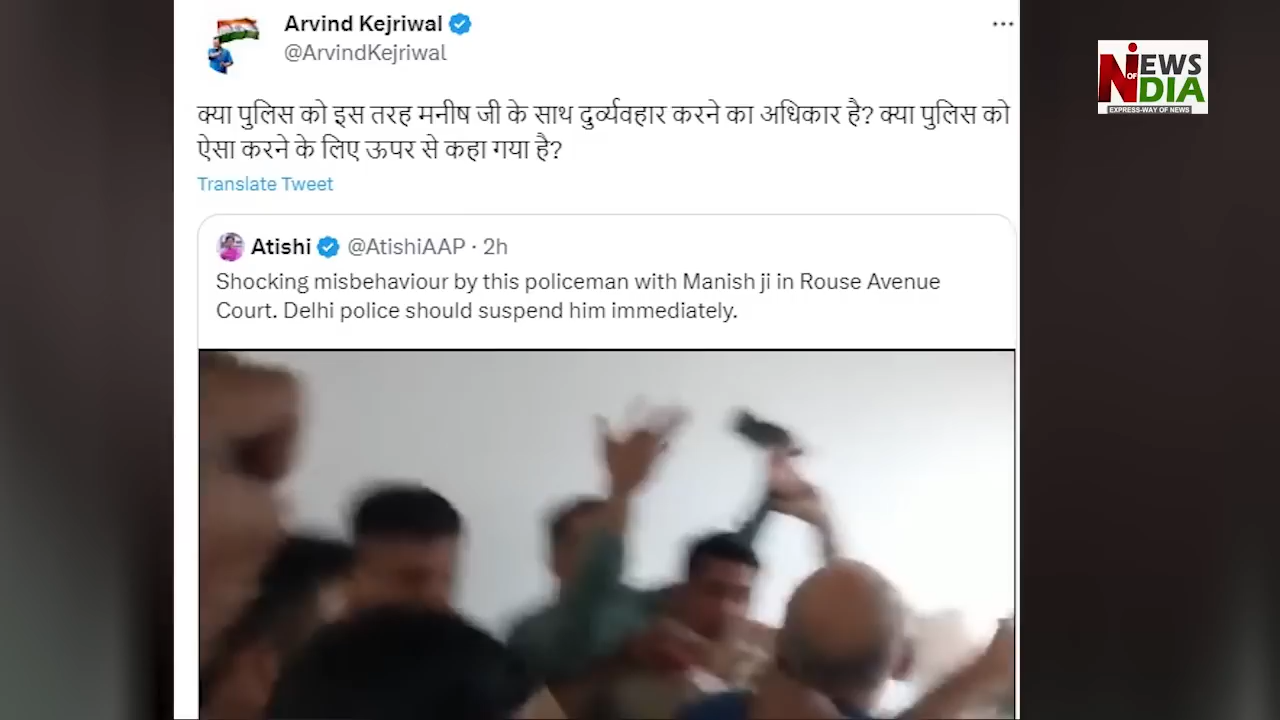 Arvind Kejriwal
@ArvindKejriwal
क्या पुलिस को इस तरह मनीष जी के साथ दुर्व्यवहार करने का अधिकार है? क्या पुलिस को
ऐसा करने के लिए ऊपर से कहा गया है?
Translate Tweet
Atishi @AtishiAAP · 2h
Shocking misbehaviour by this policeman with Manish ji in Rouse Avenue
Court. Delhi police should suspend him immediately.
NEWS
OF
INDIA
EXPRESS-WAY OF NEWS